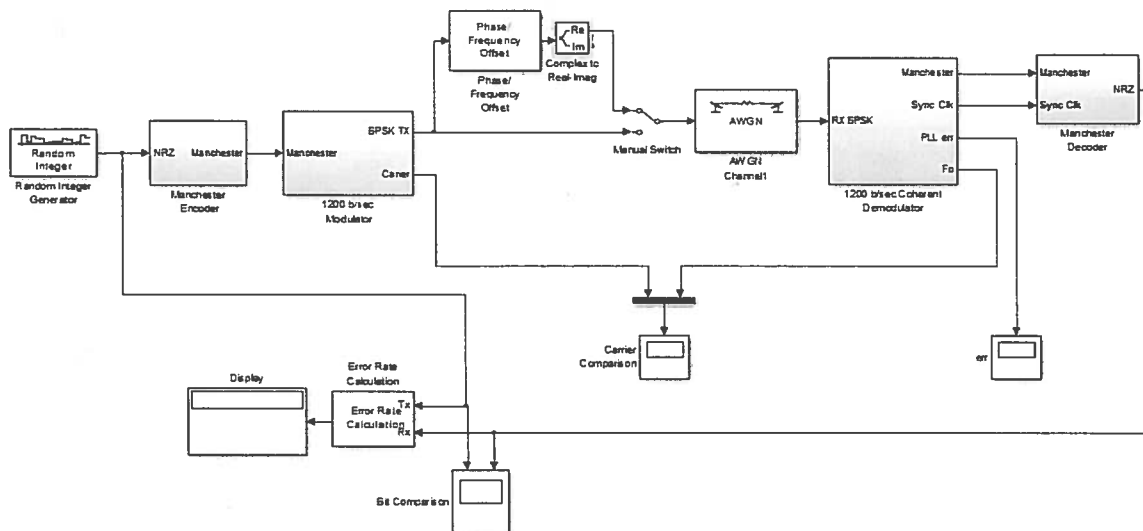 Phase/
Frequency
Offset
Phase/
Frequency
Offset
Re
Im
Complex to
Real-Imag
Random
Integer
Random Integer
Generator
NRZ
Manchester
Manchester
Encoder
Manchester
BPSK TX
Carier
1200 b/sec
Modulator
Manual Switch
AWGN
AWGN
Channel1
RX BPSK
Manchester
Sync Clk
PLL err
Fo
1200 b/sec Coherent
Demodulator
Manchester
Sync Clk
NRZ
Manchester
Decoder
Carrier
Comparison
err
Display
Error Rate
Calculation
Error Rate
Calculation
Tx
Rx
Bit Comparison